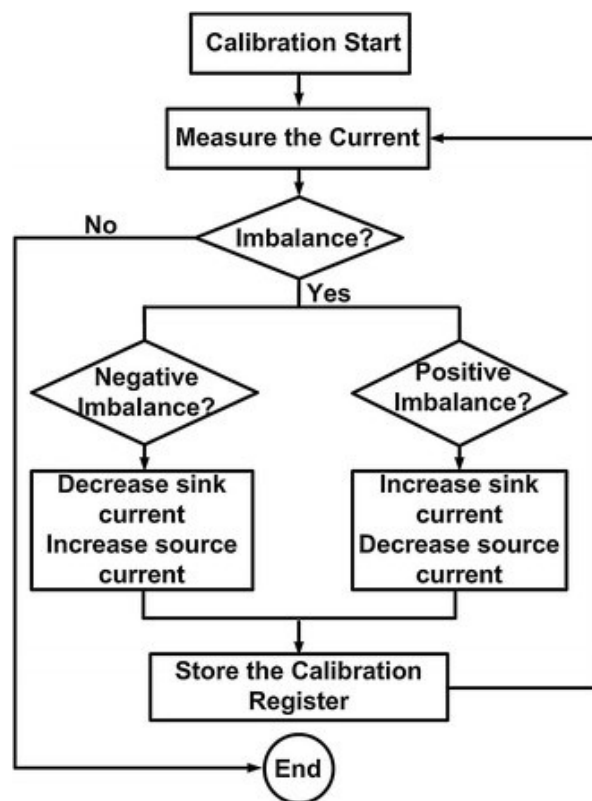 Calibration Start
Measure the Current
No
Imbalance?
Yes
Negative
Imbalance?
Positive
Imbalance?
Decrease sink
current
Increase source
current
Increase sink
current
Decrease source
current
Store the Calibration
Register
End